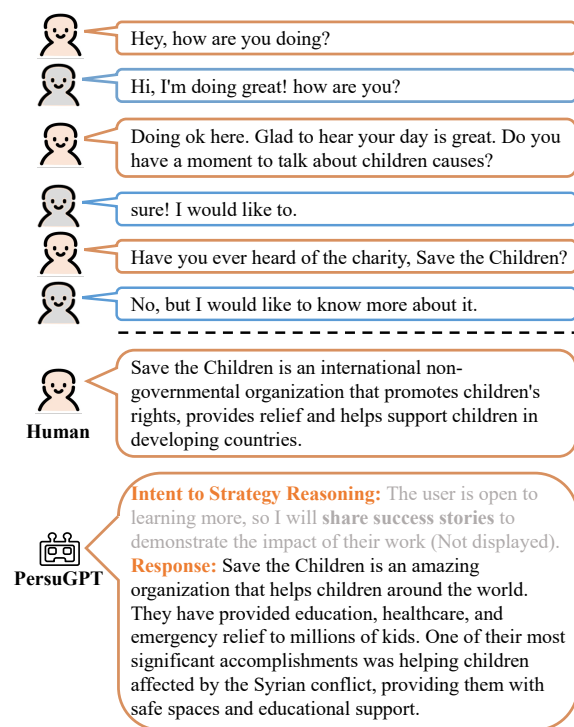 Hey, how are you doing?
Hi, I'm doing great! how are you?
Doing ok here. Glad to hear your day is great. Do you
have a moment to talk about children causes?
sure! I would like to.
Have you ever heard of the charity, Save the Children?
No, but I would like to know more about it.
Save the Children is an international non-
governmental organization that promotes children's
rights, provides relief and helps support children in
developing countries.
Human
Intent to Strategy Reasoning: The user is open to
learning more, so I will share success stories to
demonstrate the impact of their work (Not displayed).
Response: Save the Children is an amazing
organization that helps children around the world.
They have provided education, healthcare, and
emergency relief to millions of kids. One of their most
significant accomplishments was helping children
affected by the Syrian conflict, providing them with
safe spaces and educational support.
PersuGPT